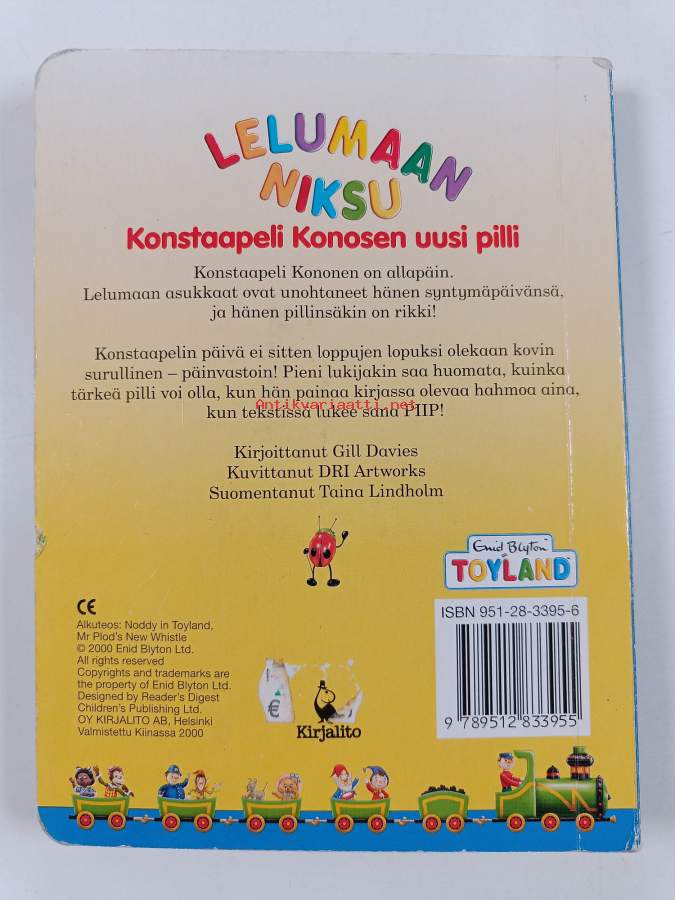 LELUMAAN
NIKSU
Konstaapeli Konosen uusi pilli
Konstaapeli Kononen on allapäin.
Lelumaan asukkaat ovat unohtaneet hänen syntymäpäivänsä,
ja hänen pillinsäkin on rikki!
Konstaapelin päivä ei sitten loppujen lopuksi olekaan kovin
surullinen – päinvastoin! Pieni lukijakin saa huomata, kuinka
tärkeä pilli voi olla, kun hän painaa kirjassa olevaa hahmoa aina,
Antikvariaatti.net
kun tekstissä lukee sana PIIP!
Kirjoittanut Gill Davies
Kuvittanut DRI Artworks
Suomentanut Taina Lindholm
Enid Blyton™
TOYLAND™
CE
Alkuteos: Noddy in Toyland,
Mr Plod's New Whistle
© 2000 Enid Blyton Ltd.
All rights reserved
Copyrights and trademarks are
the property of Enid Blyton Ltd.
Designed by Reader's Digest
Children's Publishing Ltd.
OY KIRJALITO AB, Helsinki
Valmistettu Kiinassa 2000
€
Kirjalito
ISBN 951-28-3395-6
9 789512 833955